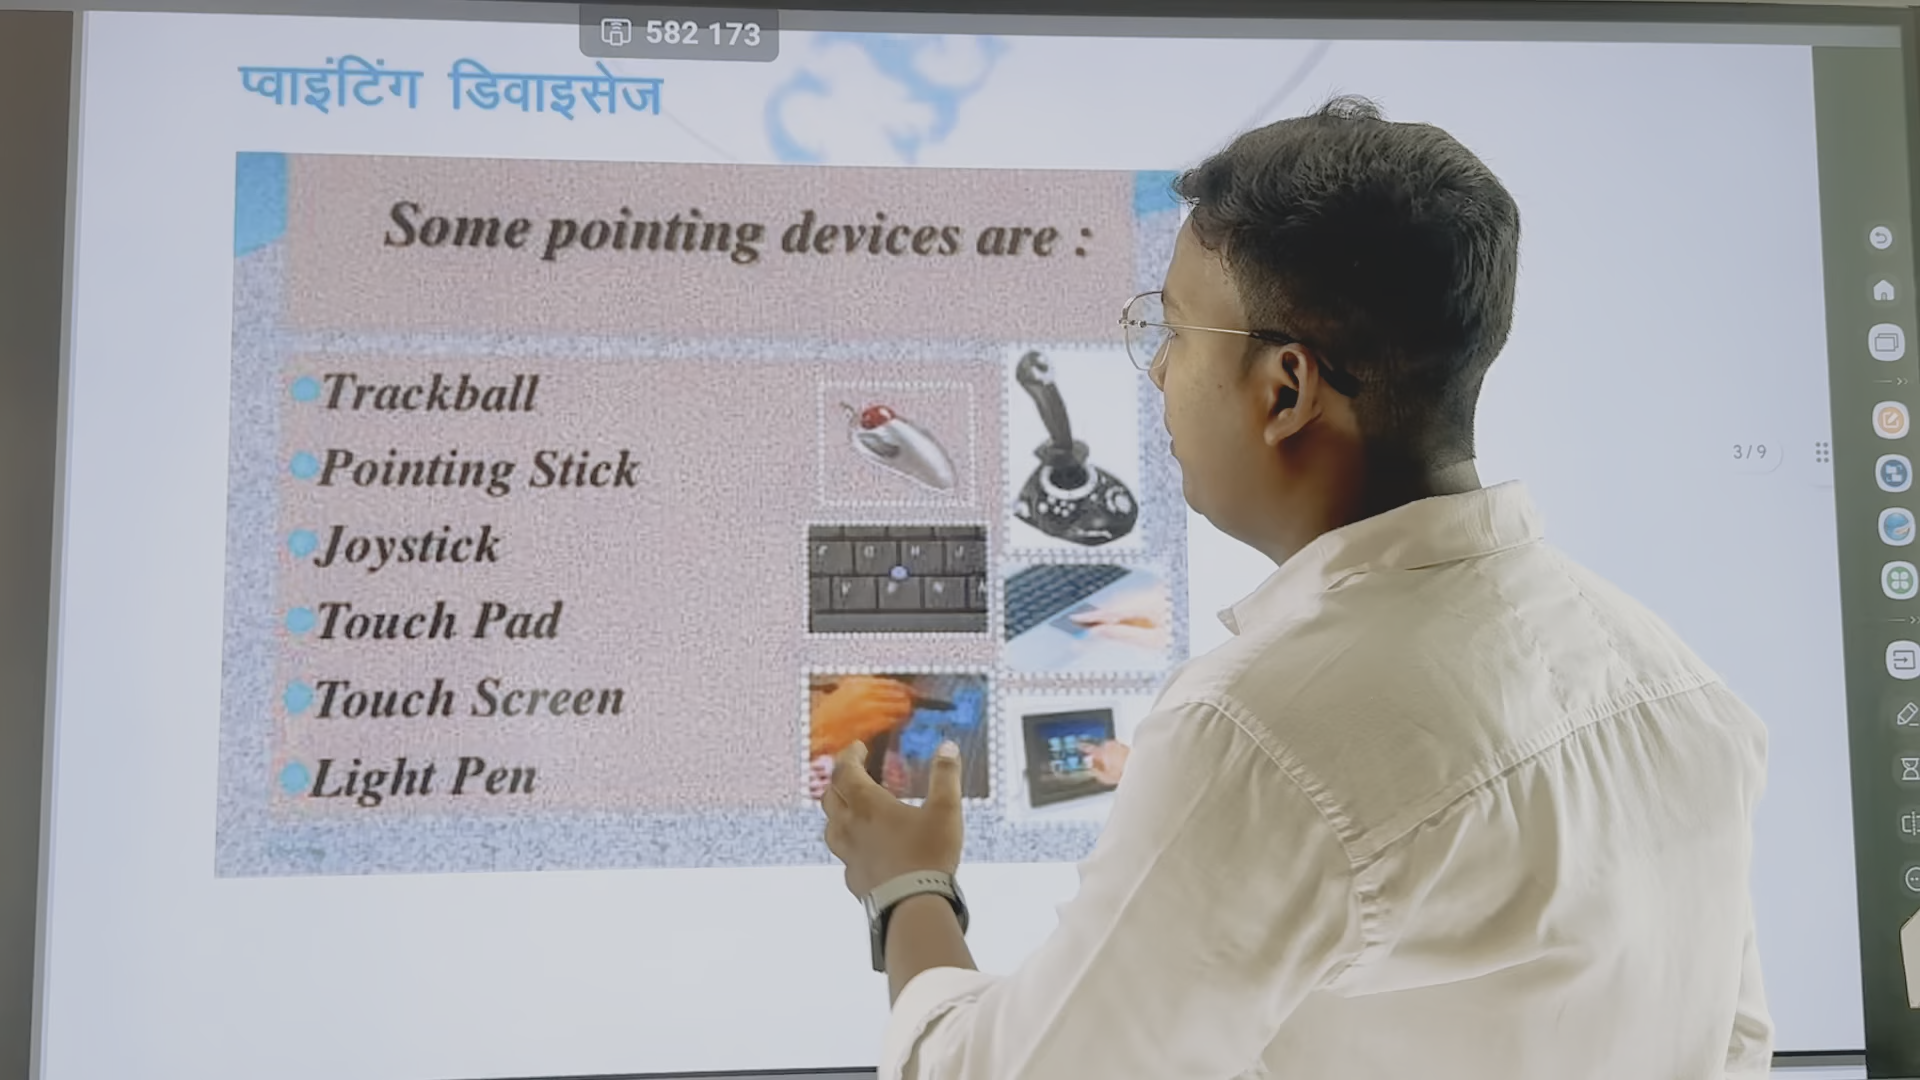 582 173
प्वाइंटिंग डिवाइसेज
Some pointing devices are :
Trackball
Pointing Stick
Joystick
Touch Pad
Touch Screen
Light Pen
3/9